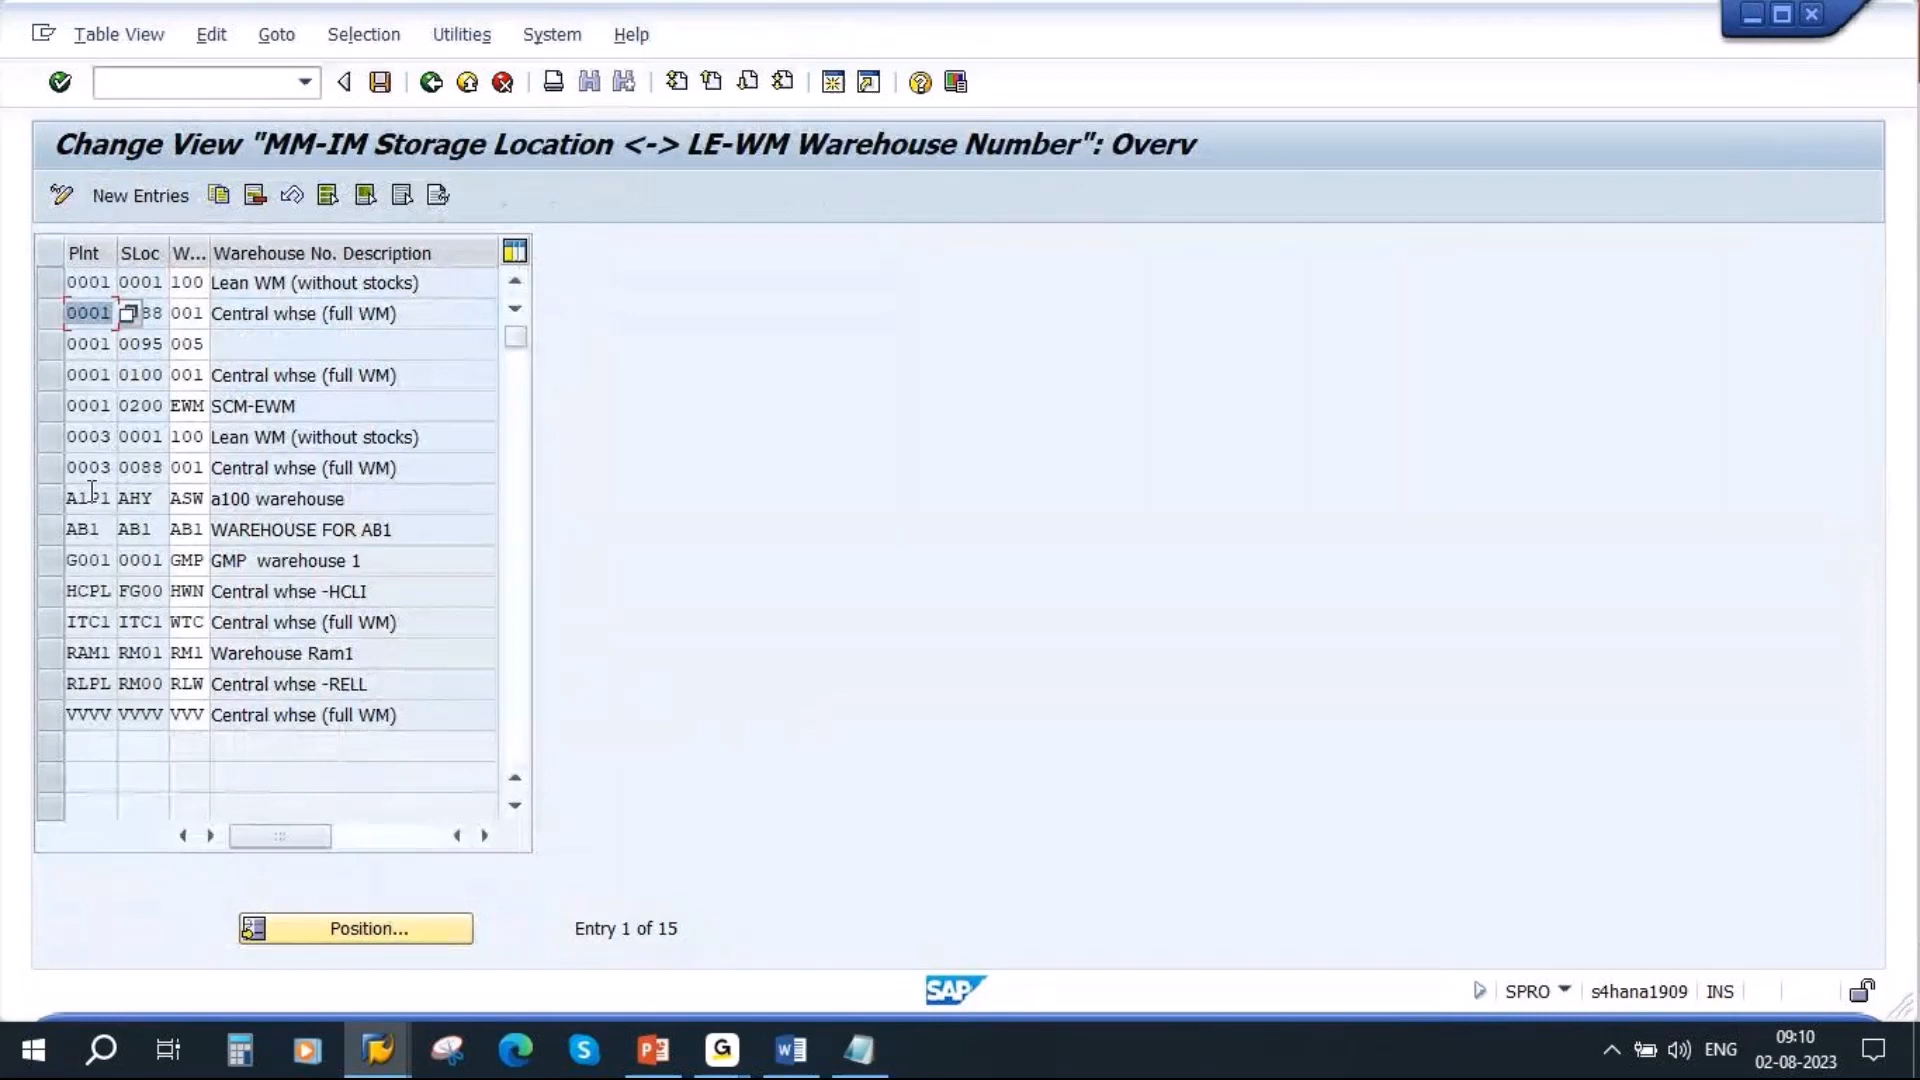 Table View Edit Goto Selection Utilities System Help
Change View "MM-IM Storage Location <-> LE-WM Warehouse Number": Overv
New Entries
Plnt SLoc W... Warehouse No. Description
0001 0001 100 Lean WM (without stocks)
0001 88 001 Central whse (full WM)
0001 0095 005
0001 0100 001 Central whse (full WM)
0001 0200 EWM SCM-EWM
0003 0001 100 Lean WM (without stocks)
0003 0088 001 Central whse (full WM)
A1P1 AHY ASW a100 warehouse
AB1 AB1 AB1 WAREHOUSE FOR AB1
G001 0001 GMP GMP warehouse 1
HCPL FG00 HWN Central whse -HCLI
ITC1 ITC1 WTC Central whse (full WM)
RAM1 RM01 RM1 Warehouse Ram1
RLPL RM00 RLW Central whse -RELL
VVVV VVVV VVV Central whse (full WM)
Position... Entry 1 of 15
SAP SPRO s4hana1909 INS
ENG 09:10
02-08-2023